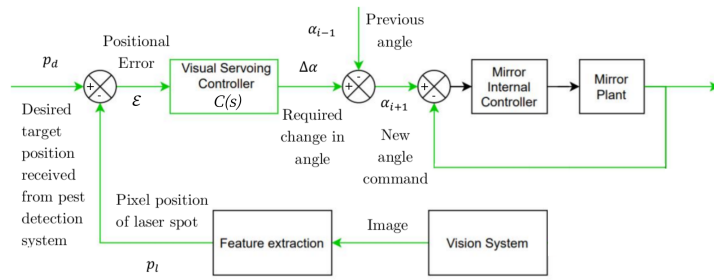 p_d
Positional
Error
Visual Servoing
Controller
C(s)
Δα
α_{i−1}
Previous
angle
+
-
ℰ
+
-
α_{i+1}
+
-
Mirror
Internal
Controller
Mirror
Plant
Desired
target
position
received
from pest
detection
system
Required
change in
angle
New
angle
command
Pixel position
of laser spot
p_l
Feature extraction
Image
Vision System